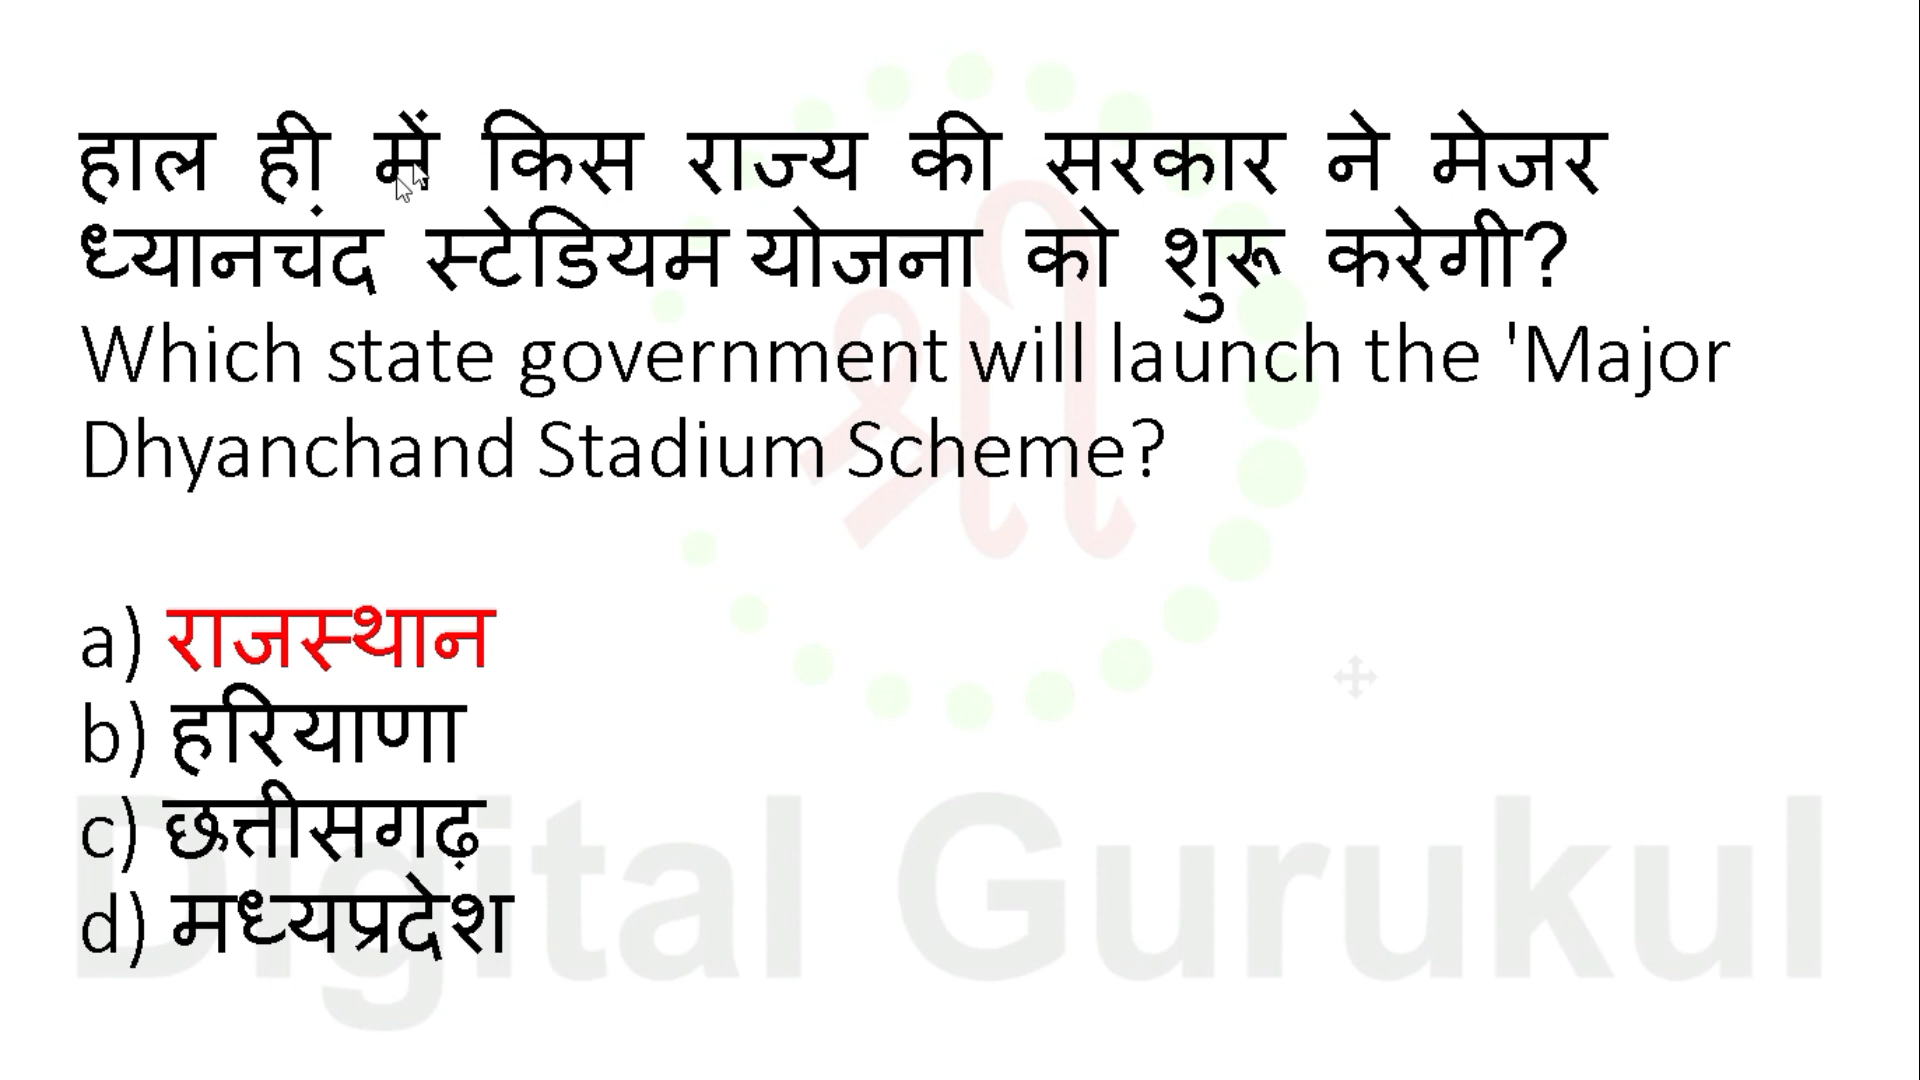 हाल ही में किस राज्य की सरकार ने मेजर
ध्यानचंद स्टेडियम योजना को शुरू करेगी?
Which state government will launch the 'Major
Dhyanchand Stadium Scheme?
a) राजस्थान
b) हरियाणा
c) छत्तीसगढ़
d) मध्यप्रदेश
श्री
Digital Gurukul